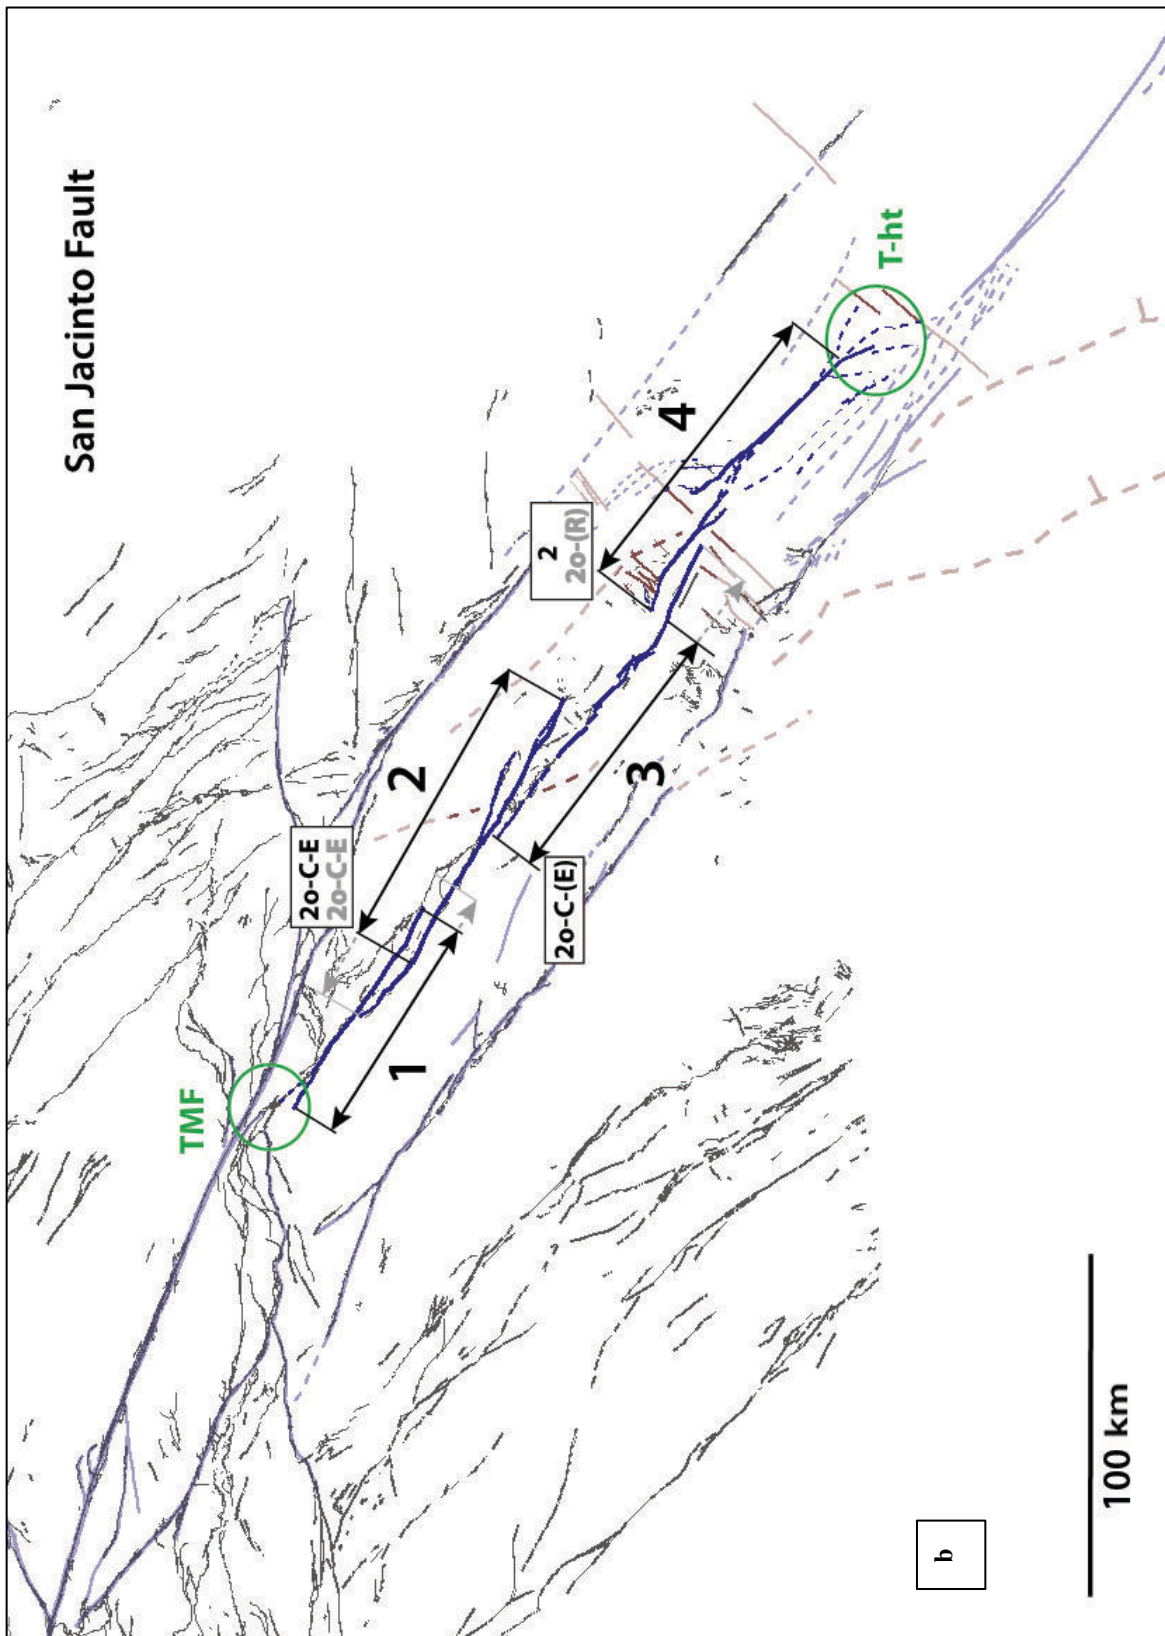 San Jacinto Fault
TMF
T-ht
1
2
3
4
2o-C-E
2o-C-E
2o-C-(E)
2
2o-(R)
100 km
b